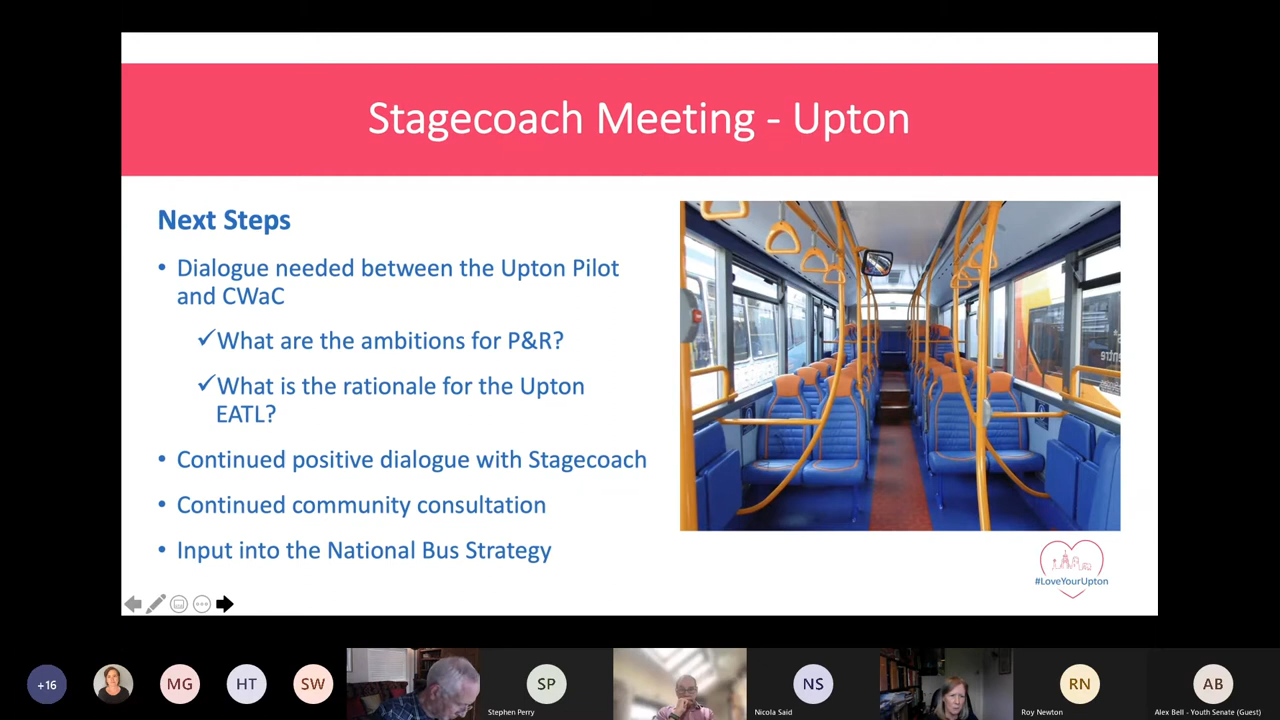 Stagecoach Meeting - Upton
Next Steps
• Dialogue needed between the Upton Pilot
and CWaC
✓What are the ambitions for P&R?
✓What is the rationale for the Upton
EATL?
• Continued positive dialogue with Stagecoach
• Continued community consultation
• Input into the National Bus Strategy
#LoveYourUpton
+16
MG
HT
SW
SP
Stephen Perry
NS
Nicola Said
RN
Roy Newton
AB
Alex Bell - Youth Senate (Guest)